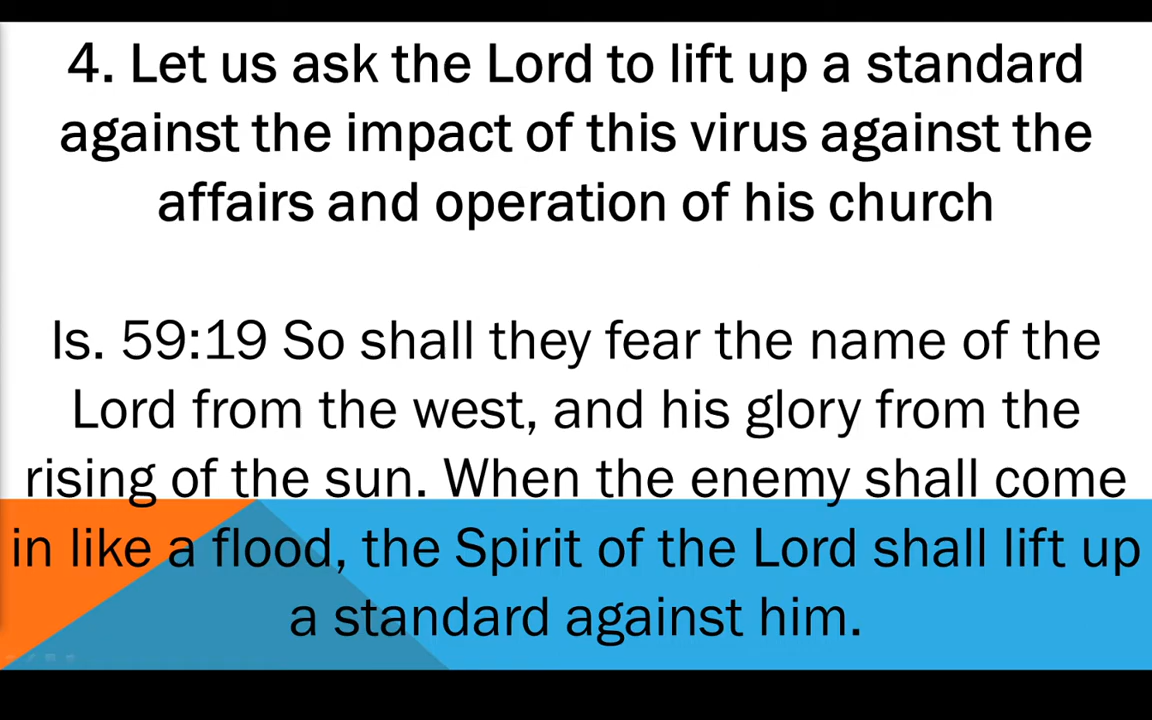 4. Let us ask the Lord to lift up a standard
against the impact of this virus against the
affairs and operation of his church
Is. 59:19 So shall they fear the name of the
Lord from the west, and his glory from the
rising of the sun. When the enemy shall come
in like a flood, the Spirit of the Lord shall lift up
a standard against him.